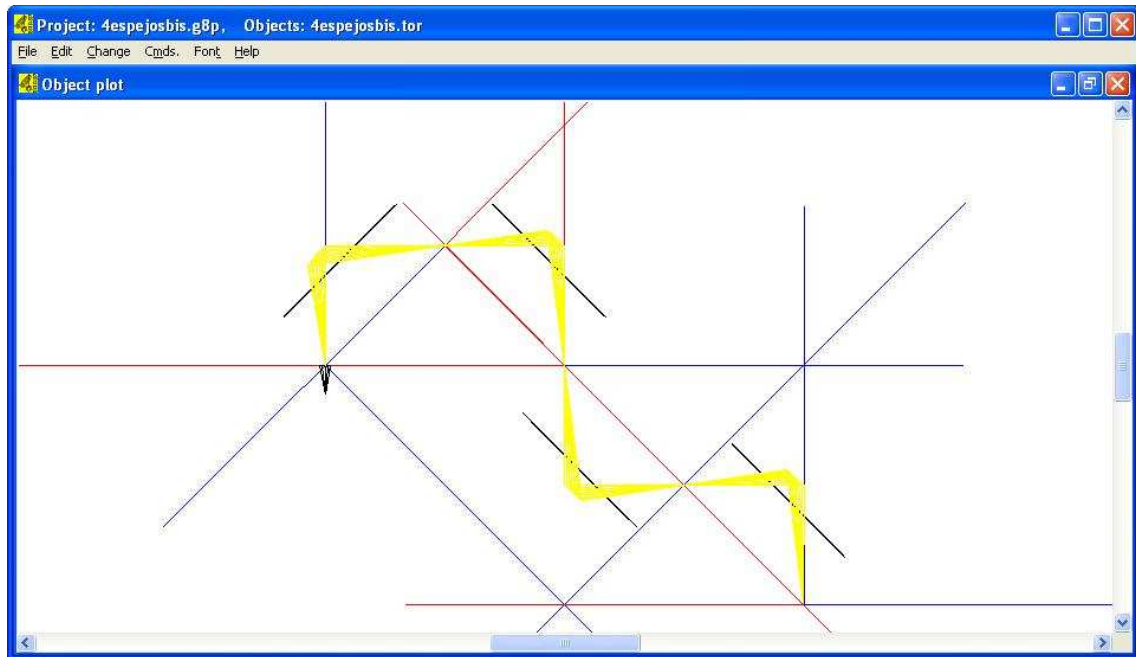 Project: 4espejosbis.g8p, Objects: 4espejosbis.tor
File Edit Change Cmds. Font Help
Object plot